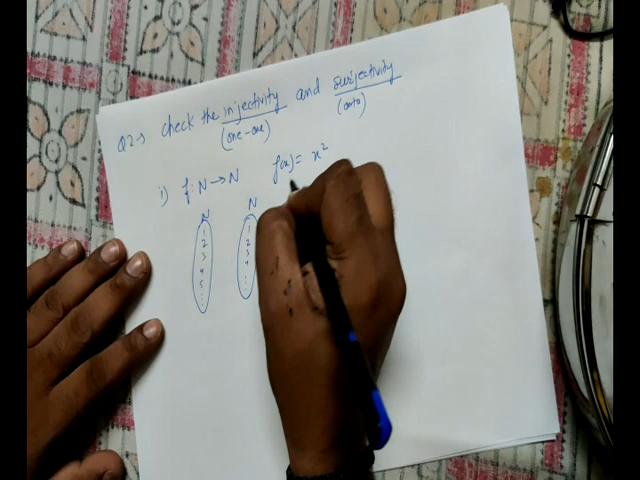 Q2→ check the injectivity and surjectivity
(one-one) (onto)
i) f: N → N f(x) = x²
N N
1 1
2 2
3 3
4 4
5